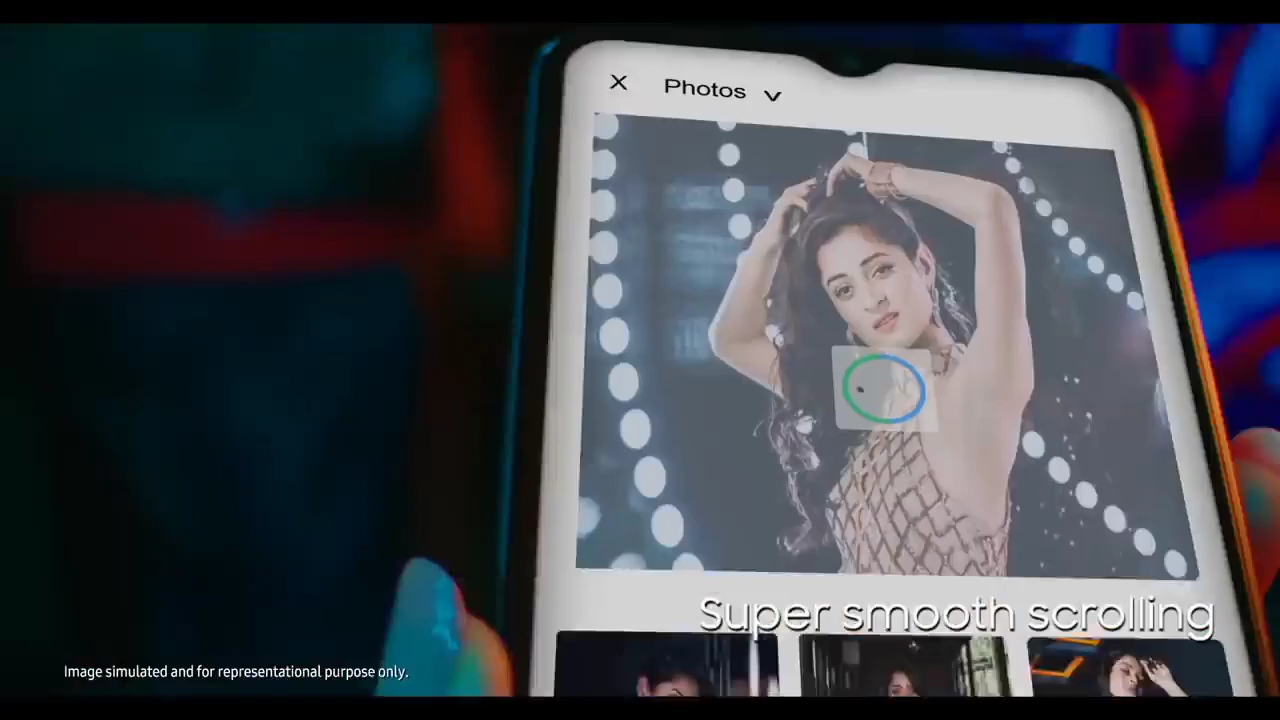 Photos
Super smooth scrolling
Image simulated and for representational purpose only.